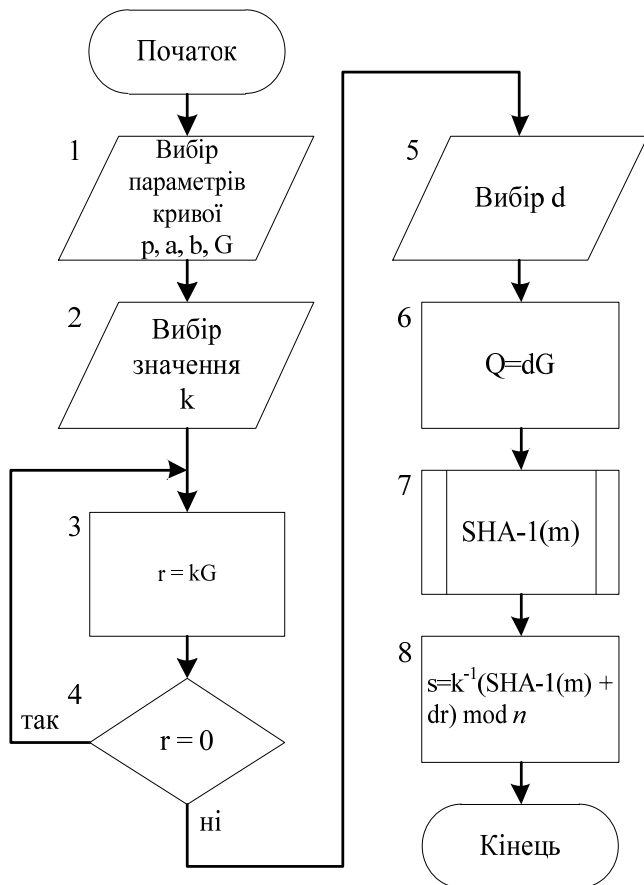 Початок
1
Вибір
параметрів
кривої
p, a, b, G
2
Вибір
значення
k
3
r = kG
4
так
r = 0
ні
5
Вибір d
6
Q=dG
7
SHA-1(m)
8
s=k⁻¹(SHA-1(m) +
dr) mod n
Кінець